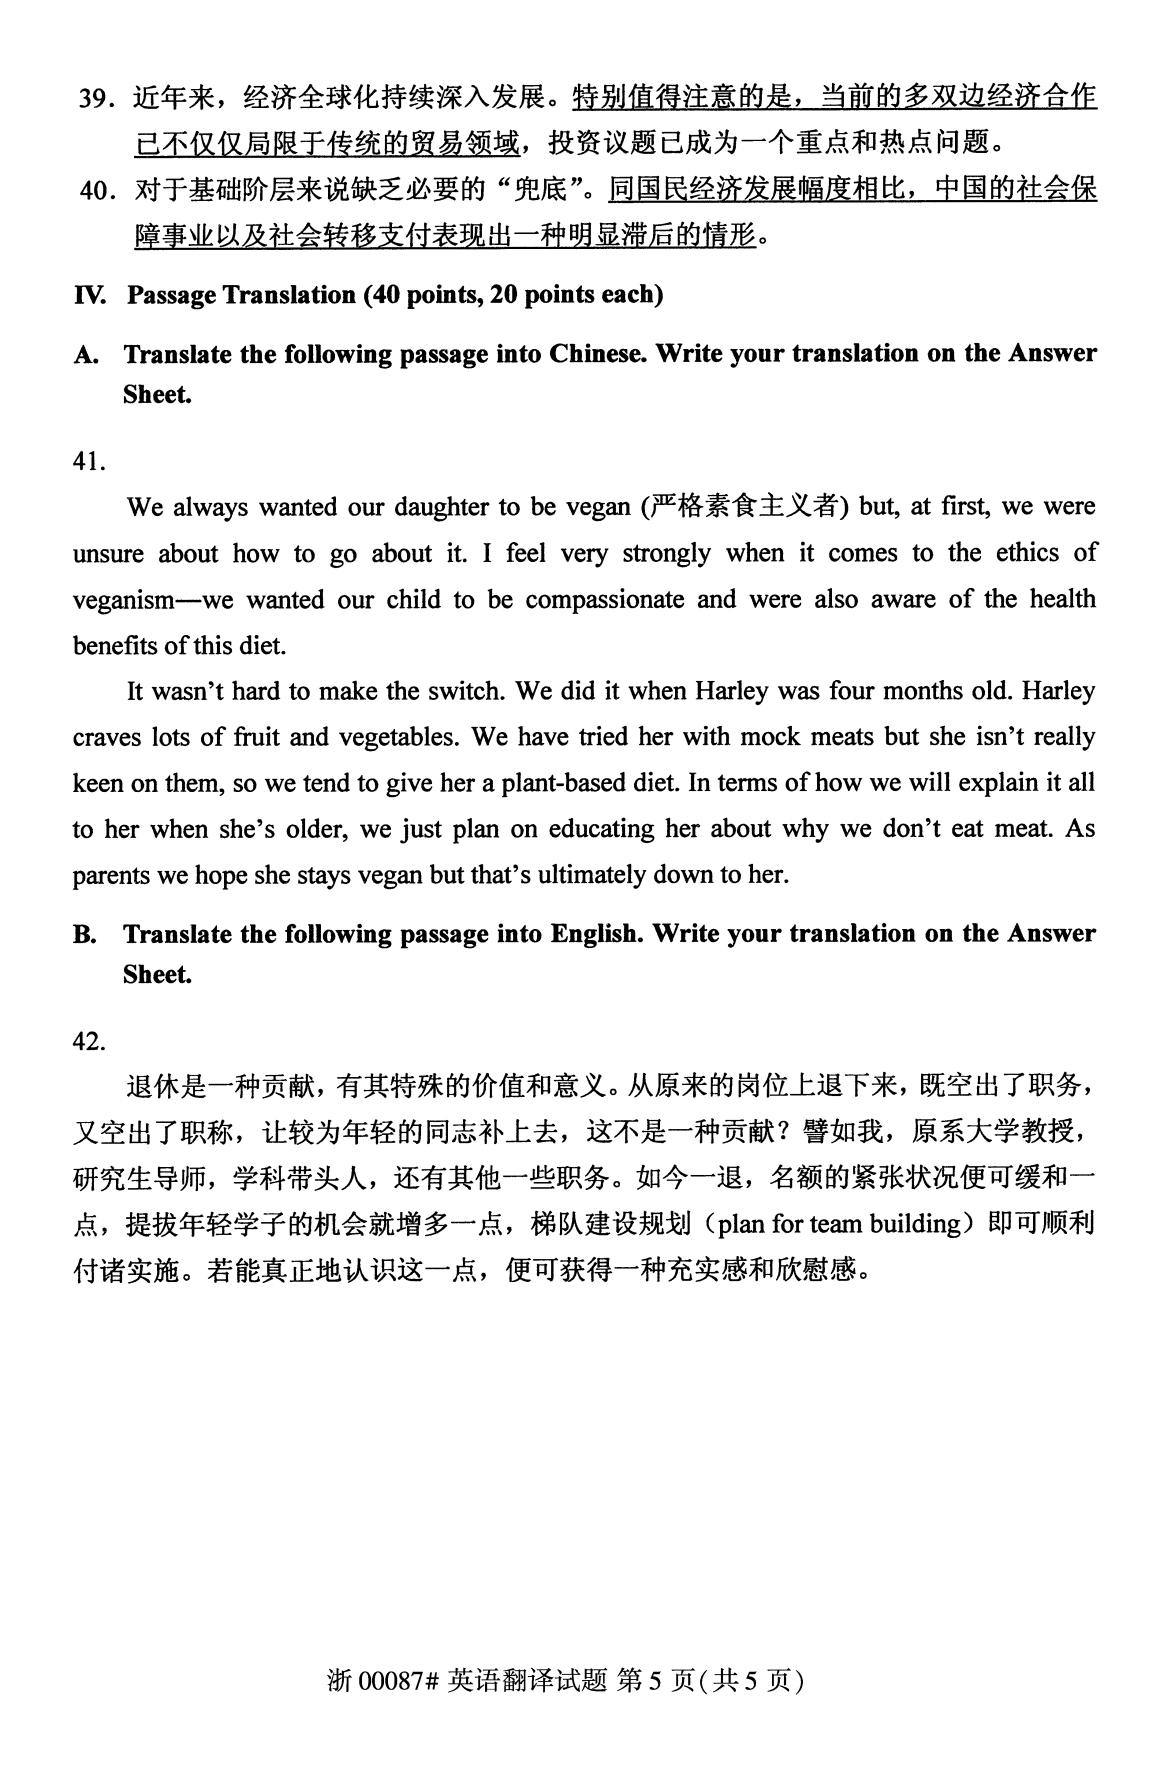 39. 近年来，经济全球化持续深入发展。特别值得注意的是，当前的多双边经济合作
已不仅仅局限于传统的贸易领域，投资议题已成为一个重点和热点问题。
40. 对于基础阶层来说缺乏必要的“兜底”。同国民经济发展幅度相比，中国的社会保
障事业以及社会转移支付表现出一种明显滞后的情形。
IV. Passage Translation (40 points, 20 points each)
A. Translate the following passage into Chinese. Write your translation on the Answer
Sheet.
41.
We always wanted our daughter to be vegan (严格素食主义者) but, at first, we were
unsure about how to go about it. I feel very strongly when it comes to the ethics of
veganism—we wanted our child to be compassionate and were also aware of the health
benefits of this diet.
It wasn't hard to make the switch. We did it when Harley was four months old. Harley
craves lots of fruit and vegetables. We have tried her with mock meats but she isn't really
keen on them, so we tend to give her a plant-based diet. In terms of how we will explain it all
to her when she's older, we just plan on educating her about why we don't eat meat. As
parents we hope she stays vegan but that's ultimately down to her.
B. Translate the following passage into English. Write your translation on the Answer
Sheet.
42.
退休是一种贡献，有其特殊的价值和意义。从原来的岗位上退下来，既空出了职务，
又空出了职称，让较为年轻的同志补上去，这不是一种贡献？譬如我，原系大学教授，
研究生导师，学科带头人，还有其他一些职务。如今一退，名额的紧张状况便可缓和一
点，提拔年轻学子的机会就增多一点，梯队建设规划（plan for team building）即可顺利
付诸实施。若能真正地认识这一点，便可获得一种充实感和欣慰感。
浙 00087# 英语翻译试题 第 5 页(共 5 页)